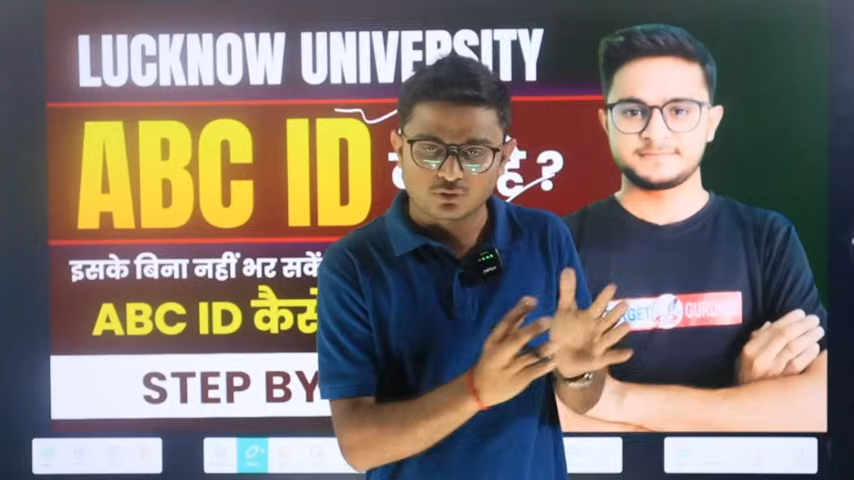 LUCKNOW UNIVERSITY
ABC ID है ?
इसके बिना नहीं भर सकें
ABC ID कैसे
STEP BY
GURU